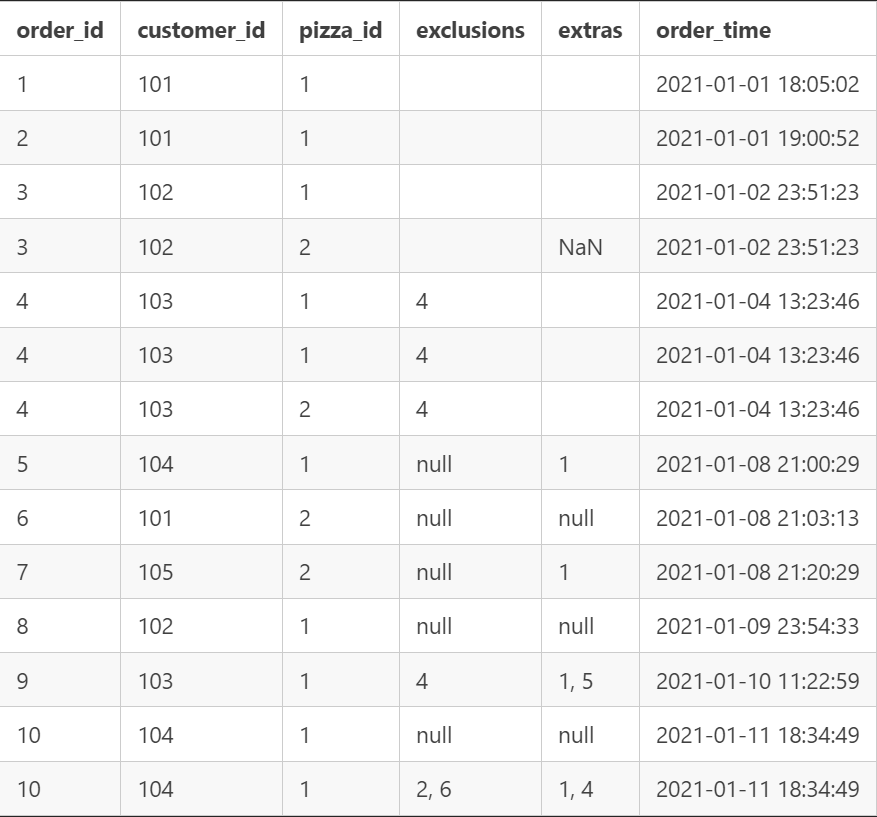 order_id customer_id pizza_id exclusions extras order_time
1 101 1 2021-01-01 18:05:02
2 101 1 2021-01-01 19:00:52
3 102 1 2021-01-02 23:51:23
3 102 2 NaN 2021-01-02 23:51:23
4 103 1 4 2021-01-04 13:23:46
4 103 1 4 2021-01-04 13:23:46
4 103 2 4 2021-01-04 13:23:46
5 104 1 null 1 2021-01-08 21:00:29
6 101 2 null null 2021-01-08 21:03:13
7 105 2 null 1 2021-01-08 21:20:29
8 102 1 null null 2021-01-09 23:54:33
9 103 1 4 1, 5 2021-01-10 11:22:59
10 104 1 null null 2021-01-11 18:34:49
10 104 1 2, 6 1, 4 2021-01-11 18:34:49